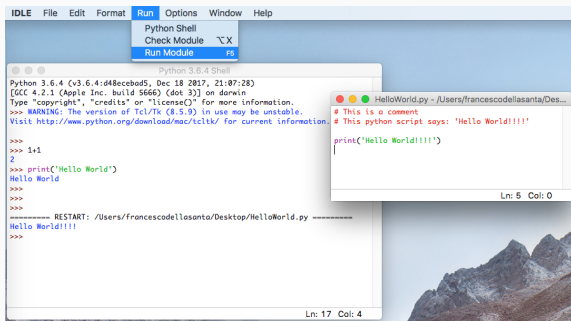 IDLE File Edit Format Run Options Window Help
Python Shell
Check Module ⌥X
Run Module F5
Python 3.6.4 Shell
Python 3.6.4 (v3.6.4:d48ecebad5, Dec 18 2017, 21:07:28)
[GCC 4.2.1 (Apple Inc. build 5666) (dot 3)] on darwin
Type "copyright", "credits" or "license()" for more information.
>>> WARNING: The version of Tcl/Tk (8.5.9) in use may be unstable.
Visit http://www.python.org/download/mac/tcltk/ for current information.
>>>
>>> 1+1
2
>>> print('Hello World')
Hello World
>>>
>>>
>>>
========= RESTART: /Users/francescodellasanta/Desktop/HelloWorld.py =========
Hello World!!!!
>>>
Ln: 17 Col: 4
HelloWorld.py - /Users/francescodellasanta/Des...
# This is a comment
# This python script says: 'Hello World!!!!'
print('Hello World!!!!')
Ln: 5 Col: 0